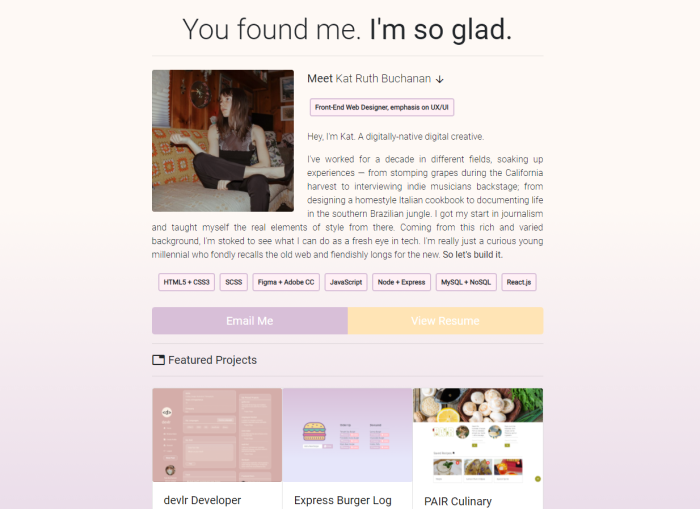 You found me. I'm so glad.
Meet Kat Ruth Buchanan
Front-End Web Designer, emphasis on UX/UI
Hey, I'm Kat. A digitally-native digital creative.
I've worked for a decade in different fields, soaking up
experiences — from stomping grapes during the California
harvest to interviewing indie musicians backstage; from
designing a homestyle Italian cookbook to documenting life
in the southern Brazilian jungle. I got my start in journalism
and taught myself the real elements of style from there. Coming from this rich and varied
background, I'm stoked to see what I can do as a fresh eye in tech. I'm really just a curious young
millennial who fondly recalls the old web and fiendishly longs for the new. So let's build it.
HTML5 + CSS3 SCSS Figma + Adobe CC JavaScript Node + Express MySQL + NoSQL React.js
Email Me View Resume
Featured Projects
devlr Developer Express Burger Log PAIR Culinary